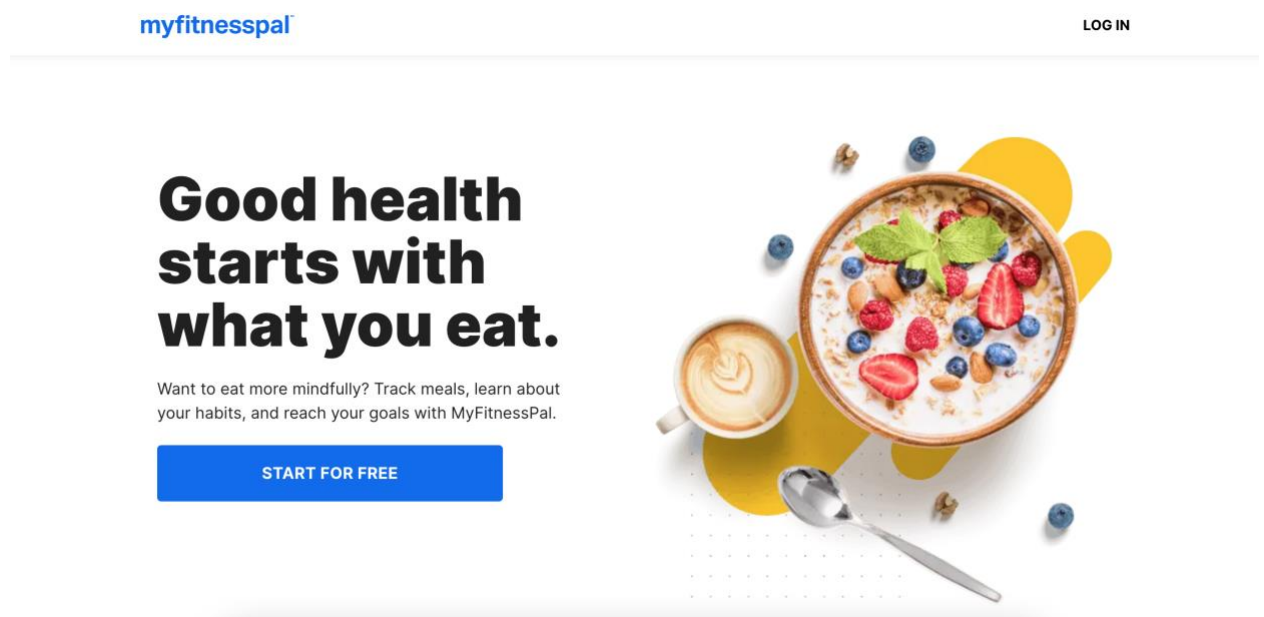 myfitnesspal
LOG IN
Good health
starts with
what you eat.
Want to eat more mindfully? Track meals, learn about
your habits, and reach your goals with MyFitnessPal.
START FOR FREE